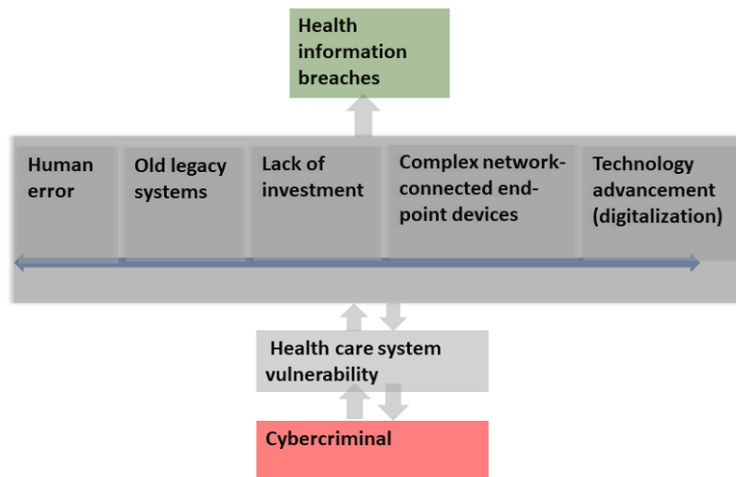 Health
information
breaches
Human
error
Old legacy
systems
Lack of
investment
Complex network-
connected end-
point devices
Technology
advancement
(digitalization)
Health care system
vulnerability
Cybercriminal